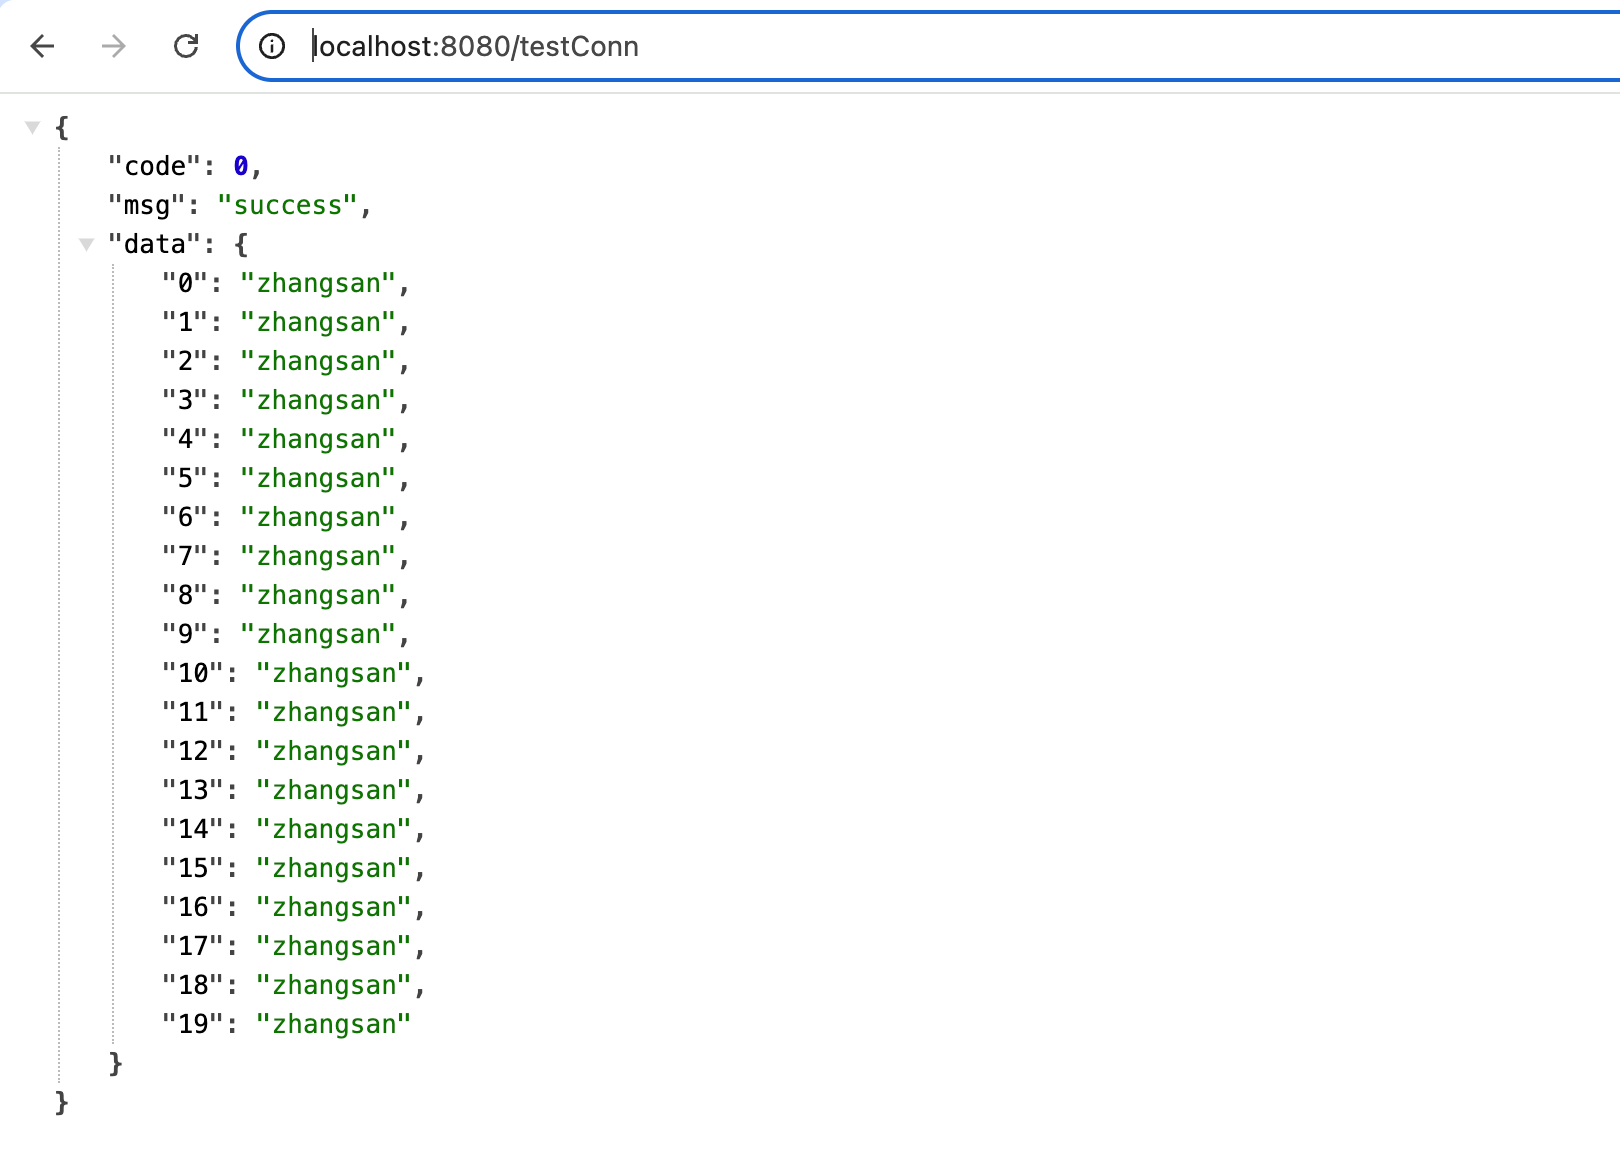 localhost:8080/testConn
{
"code": 0,
"msg": "success",
"data": {
"0": "zhangsan",
"1": "zhangsan",
"2": "zhangsan",
"3": "zhangsan",
"4": "zhangsan",
"5": "zhangsan",
"6": "zhangsan",
"7": "zhangsan",
"8": "zhangsan",
"9": "zhangsan",
"10": "zhangsan",
"11": "zhangsan",
"12": "zhangsan",
"13": "zhangsan",
"14": "zhangsan",
"15": "zhangsan",
"16": "zhangsan",
"17": "zhangsan",
"18": "zhangsan",
"19": "zhangsan"
}
}